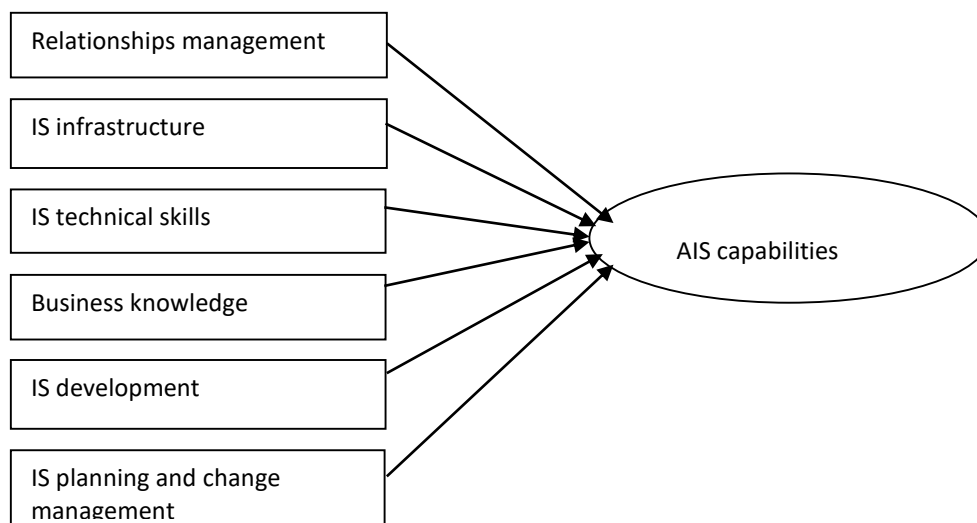 Relationships management
IS infrastructure
IS technical skills
AIS capabilities
Business knowledge
IS development
IS planning and change
management